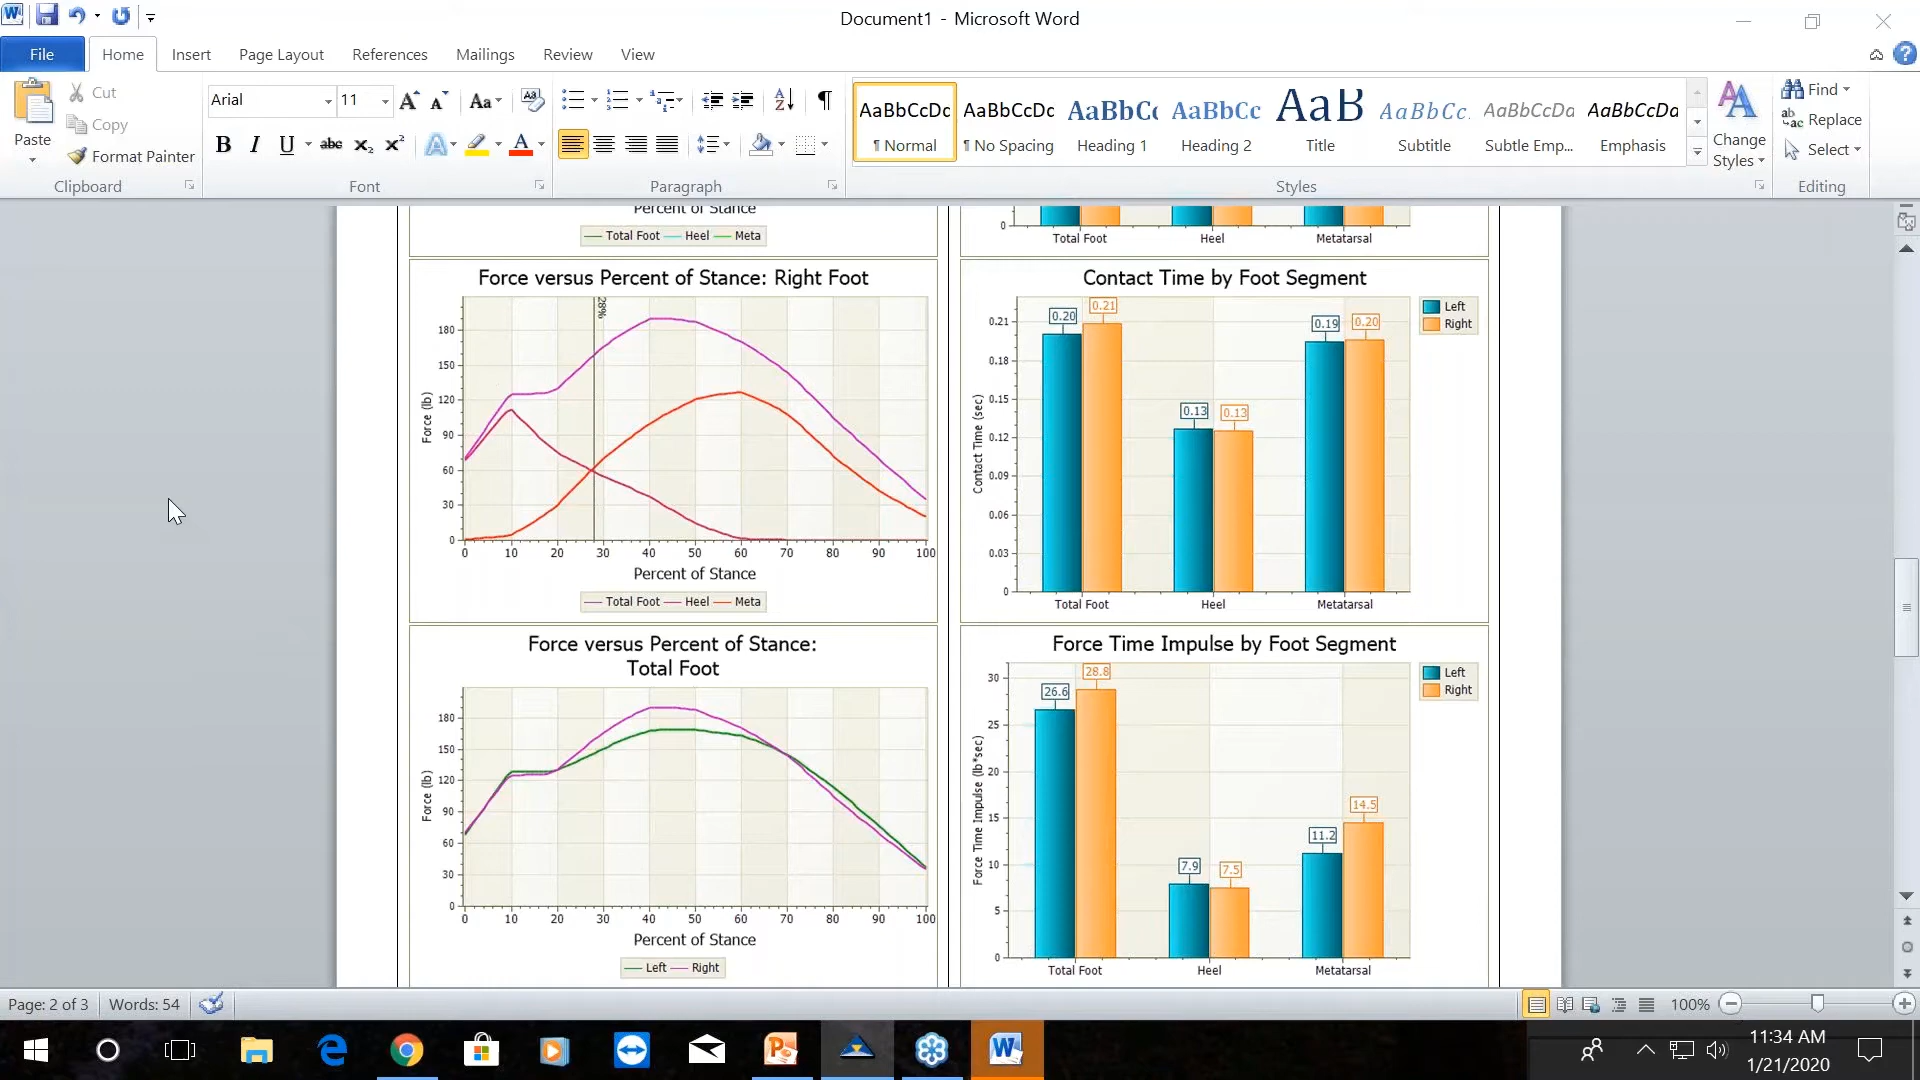 Document1 - Microsoft Word
File Home Insert Page Layout References Mailings Review View
Paste
Cut
Copy
Format Painter
Clipboard
Arial 11
Font
Paragraph
AaBbCcDc AaBbCcDc AaBbC AaBbCc AaB AaBbCc. AaBbCcDa AaBbCcDa
¶ Normal ¶ No Spacing Heading 1 Heading 2 Title Subtitle Subtle Emp... Emphasis
Styles
Change
Styles
Find
Replace
Select
Editing
Percent of Stance
Total Foot Heel Meta
0
Total Foot Heel Metatarsal
Force versus Percent of Stance: Right Foot
28%
Force (lb)
180
150
120
90
60
30
0
0 10 20 30 40 50 60 70 80 90 100
Percent of Stance
Total Foot Heel Meta
Contact Time by Foot Segment
Left
Right
Contact Time (sec)
0.21
0.18
0.15
0.12
0.09
0.06
0.03
0
0.20 0.21 0.13 0.13 0.19 0.20
Total Foot Heel Metatarsal
Force versus Percent of Stance:
Total Foot
Force (lb)
180
150
120
90
60
30
0
0 10 20 30 40 50 60 70 80 90 100
Percent of Stance
Left Right
Force Time Impulse by Foot Segment
Left
Right
Force Time Impulse (lb*sec)
30
25
20
15
10
5
0
26.6 28.8 7.9 7.5 11.2 14.5
Total Foot Heel Metatarsal
Page: 2 of 3 Words: 54
100%
11:34 AM
1/21/2020